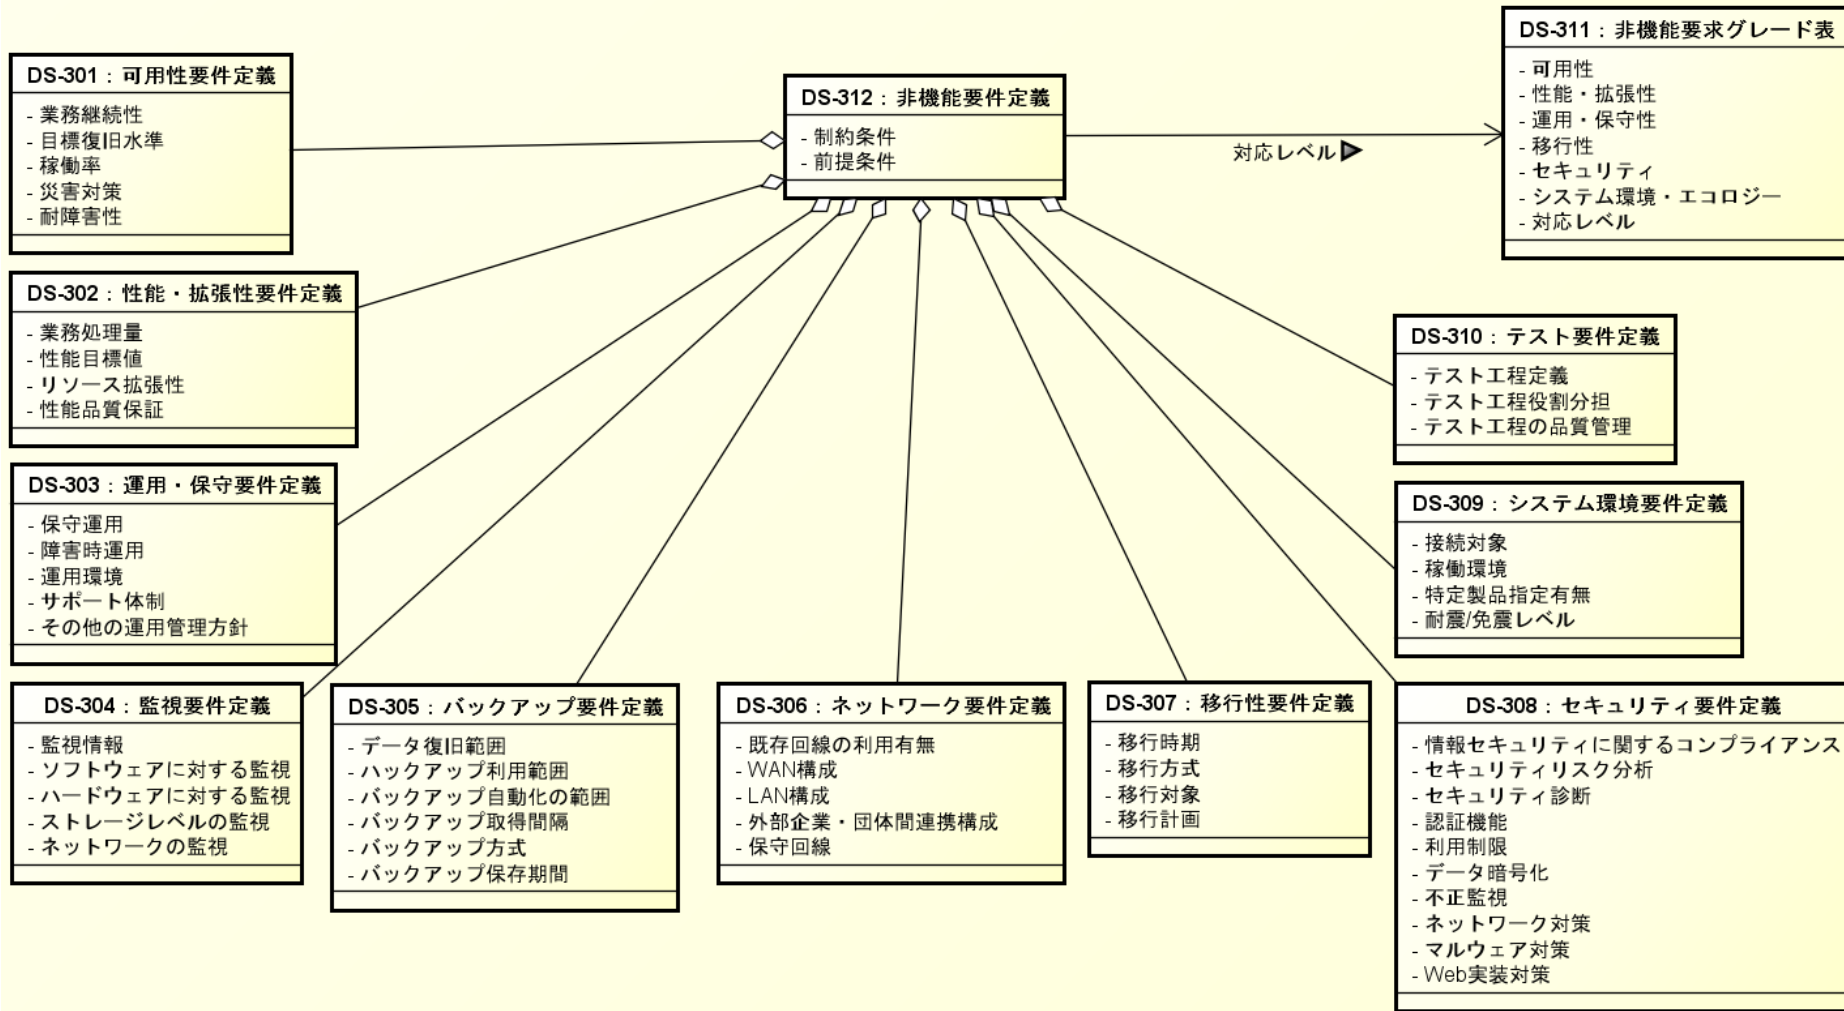 DS-301：可用性要件定義
- 業務継続性
- 目標復旧水準
- 稼働率
- 災害対策
- 耐障害性
DS-312：非機能要件定義
- 制約条件
- 前提条件
対応レベル
DS-311：非機能要求グレード表
- 可用性
- 性能・拡張性
- 運用・保守性
- 移行性
- セキュリティ
- システム環境・エコロジー
- 対応レベル
DS-302：性能・拡張性要件定義
- 業務処理量
- 性能目標値
- リソース拡張性
- 性能品質保証
DS-310：テスト要件定義
- テスト工程定義
- テスト工程役割分担
- テスト工程の品質管理
DS-303：運用・保守要件定義
- 保守運用
- 障害時運用
- 運用環境
- サポート体制
- その他の運用管理方針
DS-309：システム環境要件定義
- 接続対象
- 稼働環境
- 特定製品指定有無
- 耐震/免震レベル
DS-304：監視要件定義
- 監視情報
- ソフトウェアに対する監視
- ハードウェアに対する監視
- ストレージレベルの監視
- ネットワークの監視
DS-305：バックアップ要件定義
- データ復旧範囲
- ハックアップ利用範囲
- バックアップ自動化の範囲
- バックアップ取得間隔
- バックアップ方式
- バックアップ保存期間
DS-306：ネットワーク要件定義
- 既存回線の利用有無
- WAN構成
- LAN構成
- 外部企業・団体間連携構成
- 保守回線
DS-307：移行性要件定義
- 移行時期
- 移行方式
- 移行対象
- 移行計画
DS-308：セキュリティ要件定義
- 情報セキュリティに関するコンプライアンス
- セキュリティリスク分析
- セキュリティ診断
- 認証機能
- 利用制限
- データ暗号化
- 不正監視
- ネットワーク対策
- マルウェア対策
- Web実装対策